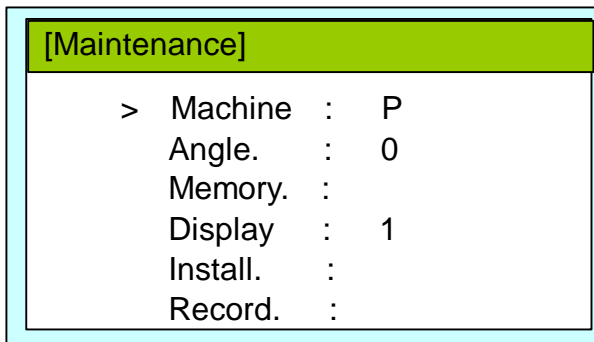 [Maintenance]
> Machine : P
Angle. : 0
Memory. :
Display : 1
Install. :
Record. :